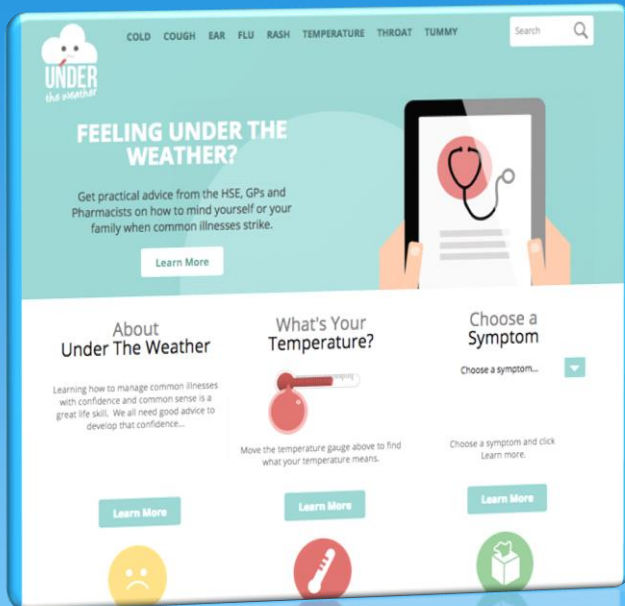 COLD COUGH EAR FLU RASH TEMPERATURE THROAT TUMMY
Search
UNDER
the weather
FEELING UNDER THE
WEATHER?
Get practical advice from the HSE, GPs and
Pharmacists on how to mind yourself or your
family when common illnesses strike.
Learn More
About
Under The Weather
Learning how to manage common illnesses
with confidence and common sense is a
great life skill. We all need good advice to
develop that confidence...
Learn More
What's Your
Temperature?
Move the temperature gauge above to find
what your temperature means.
Learn More
Choose a
Symptom
Choose a symptom...
Choose a symptom and click
Learn more.
Learn More